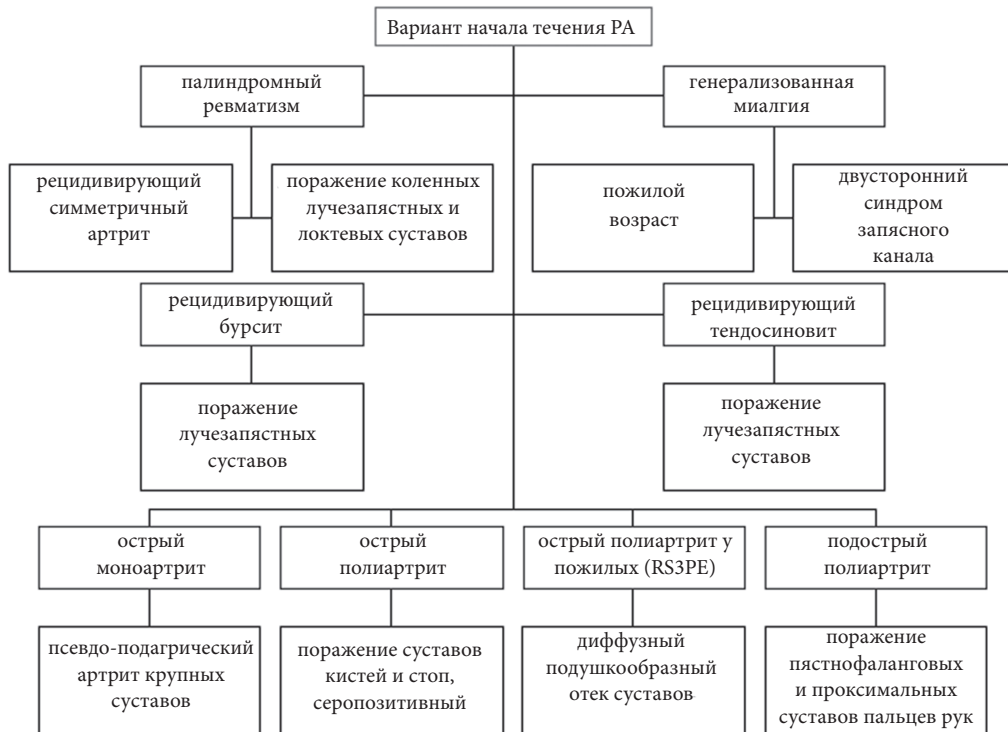 Вариант начала течения РА
палиндромный
ревматизм
генерализованная
миалгия
рецидивирующий
симметричный
артрит
поражение коленных
лучезапястных и
локтевых суставов
пожилой
возраст
двусторонний
синдром
запясного
канала
рецидивирующий
бурсит
рецидивирующий
тендосиновит
поражение
лучезапястных
суставов
поражение
лучезапястных
суставов
острый
моноартрит
острый
полиартрит
острый полиартрит у
пожилых (RS3PE)
подострый
полиартрит
псевдо-подагрический
артрит крупных
суставов
поражение суставов
кистей и стоп,
серопозитивный
диффузный
подушкообразный
отек суставов
поражение
пястнофаланговых
и проксимальных
суставов пальцев рук